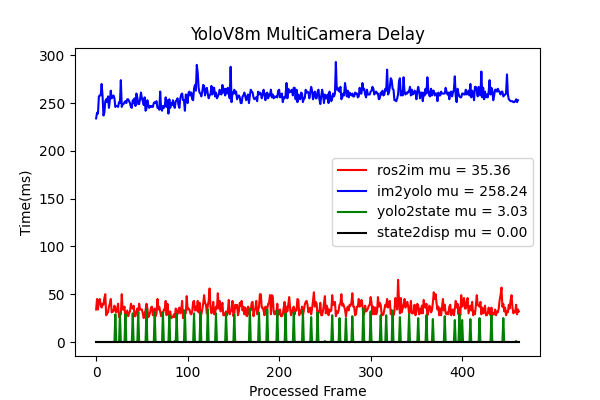 YoloV8m MultiCamera Delay
300
250
200
150
100
50
0
Time(ms)
ros2im mu = 35.36
im2yolo mu = 258.24
yolo2state mu = 3.03
state2disp mu = 0.00
0 100 200 300 400
Processed Frame